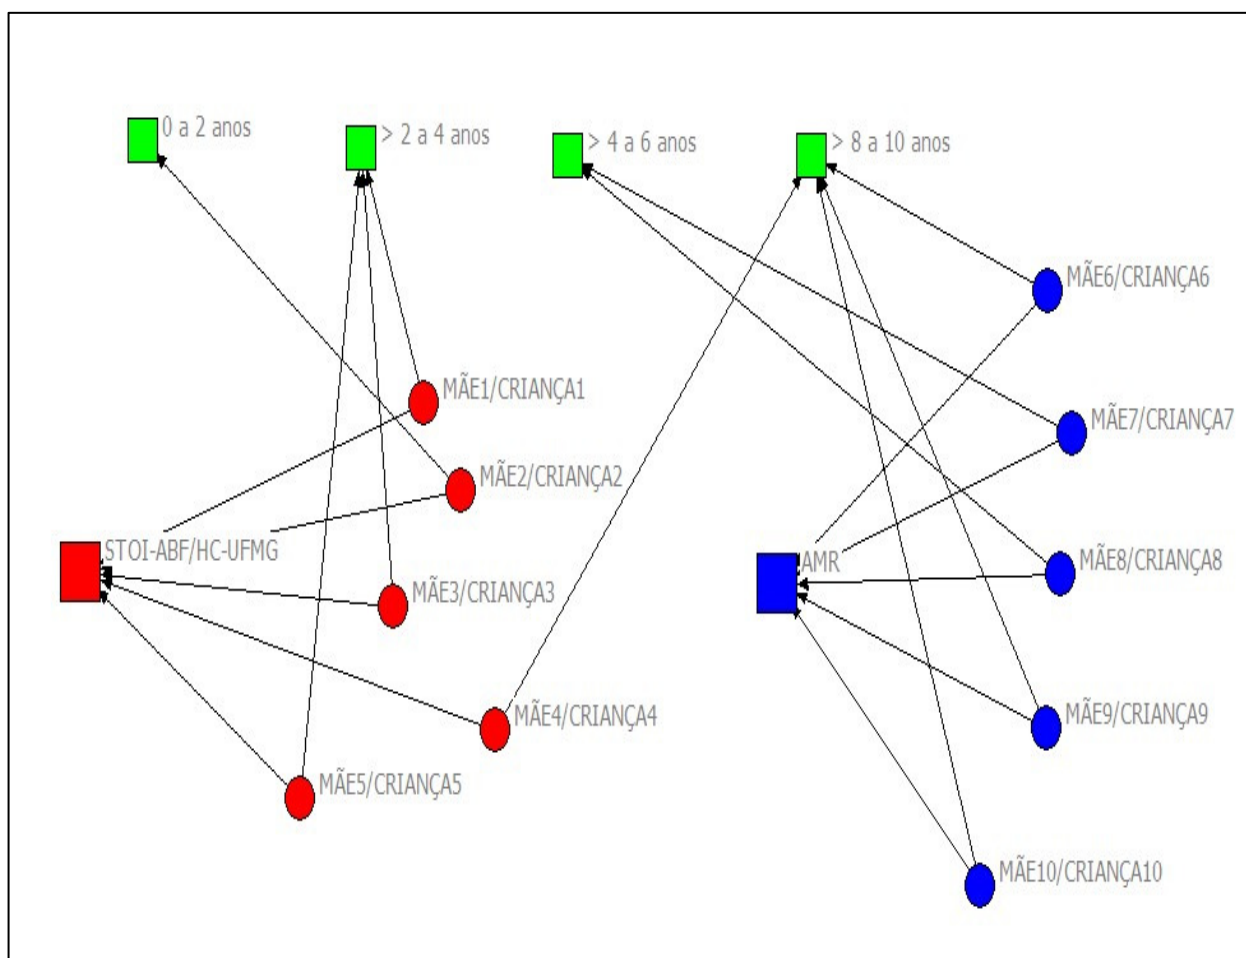 0 a 2 anos
> 2 a 4 anos
> 4 a 6 anos
> 8 a 10 anos
MÃE6/CRIANÇA6
MÃE1/CRIANÇA1
MÃE7/CRIANÇA7
MÃE2/CRIANÇA2
STOI-ABF/HC-UFMG
AMR
MÃE8/CRIANÇA8
MÃE3/CRIANÇA3
MÃE4/CRIANÇA4
MÃE9/CRIANÇA9
MÃE5/CRIANÇA5
MÃE10/CRIANÇA10